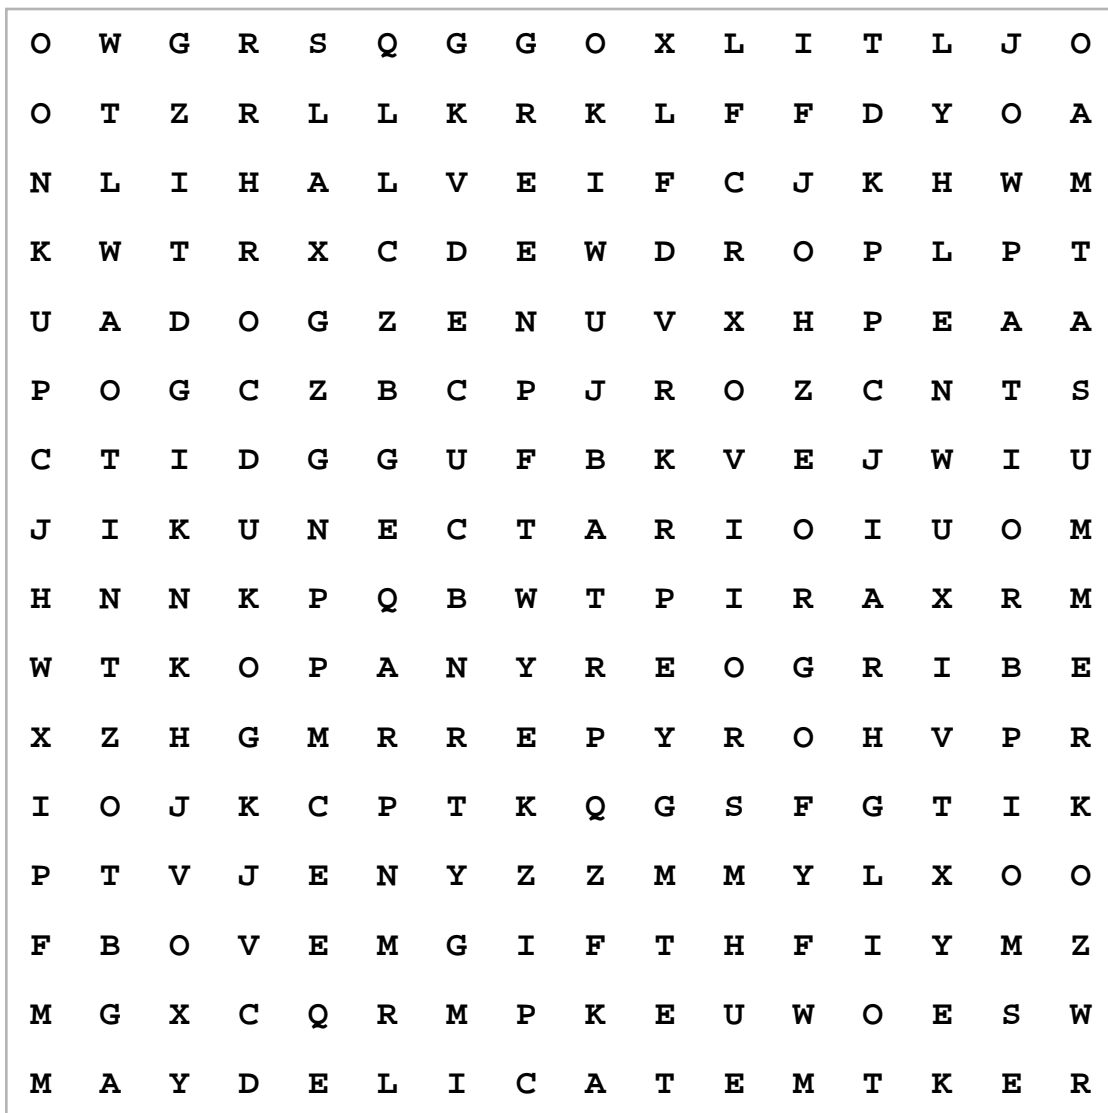 O W G R S Q G G O X L I T L J O
O T Z R L L K R K L F F D Y O A
N L I H A L V E I F C J K H W M
K W T R X C D E W D R O P L P T
U A D O G Z E N U V X H P E A A
P O G C Z B C P J R O Z C N T S
C T I D G G U F B K V E J W I U
J I K U N E C T A R I O I U O M
H N N K P Q B W T P I R A X R M
W T K O P A N Y R E O G R I B E
X Z H G M R R E P Y R O H V P R
I O J K C P T K Q G S F G T I K
P T V J E N Y Z Z M M Y L X O O
F B O V E M G I F T H F I Y M Z
M G X C Q R M P K E U W O E S W
M A Y D E L I C A T E M T K E R